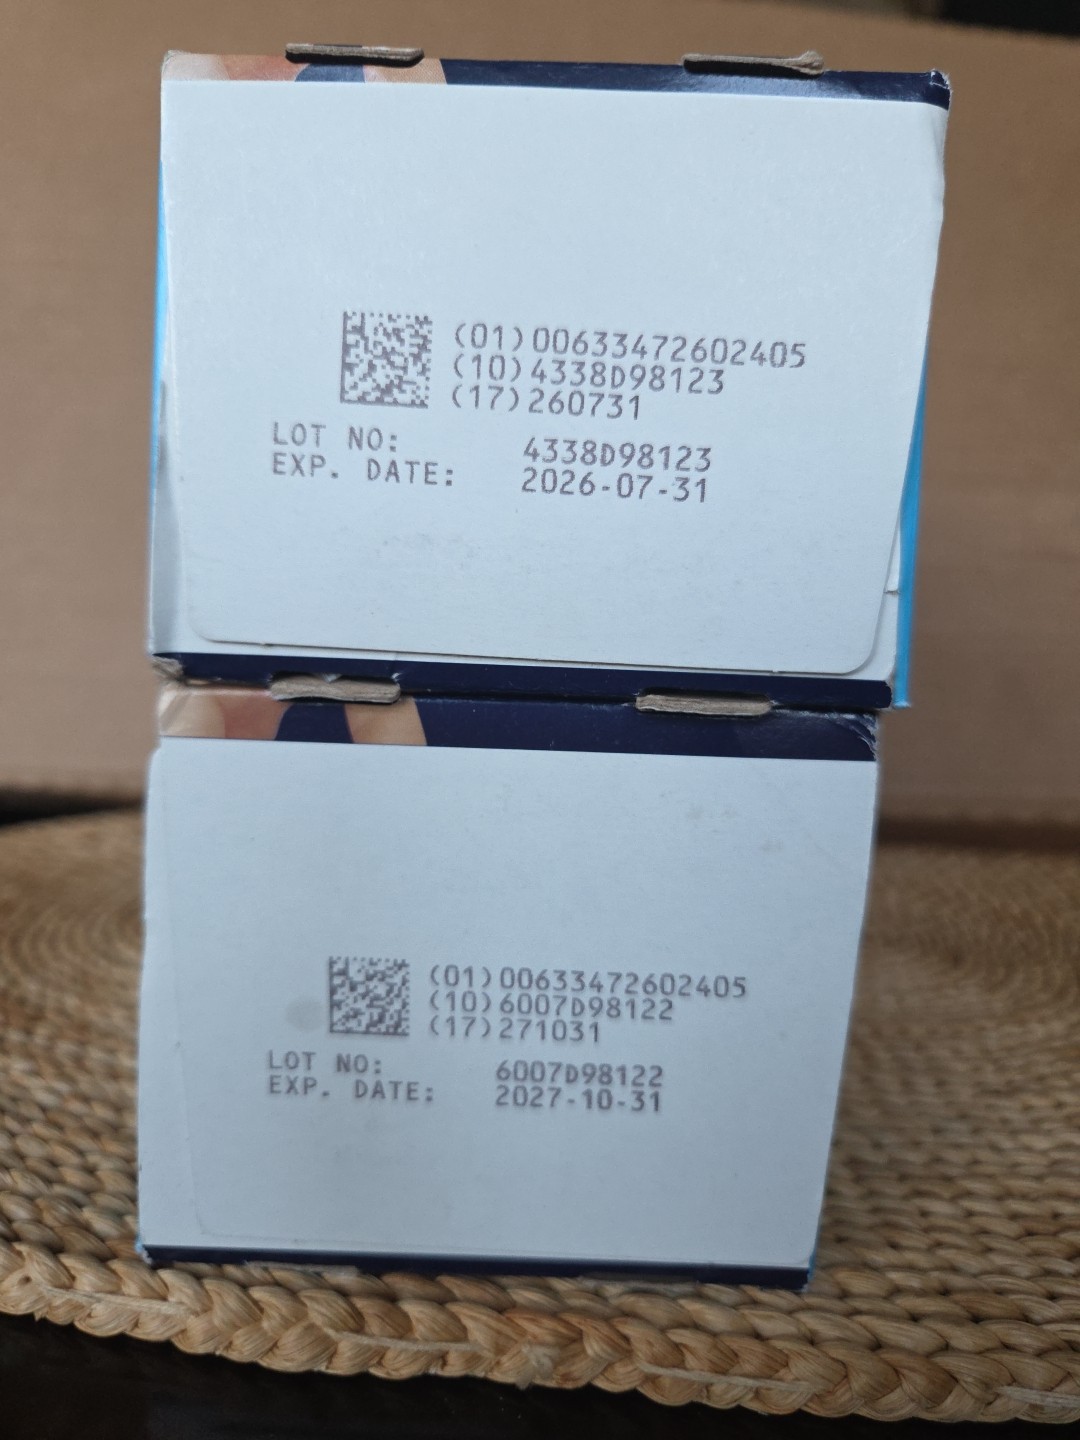 (01)00633472602405
(10)4338D98123
(17)260731
LOT NO: 4338D98123
EXP. DATE: 2026-07-31
(01)00633472602405
(10)6007D98122
(17)271031
LOT NO: 6007D98122
EXP. DATE: 2027-10-31